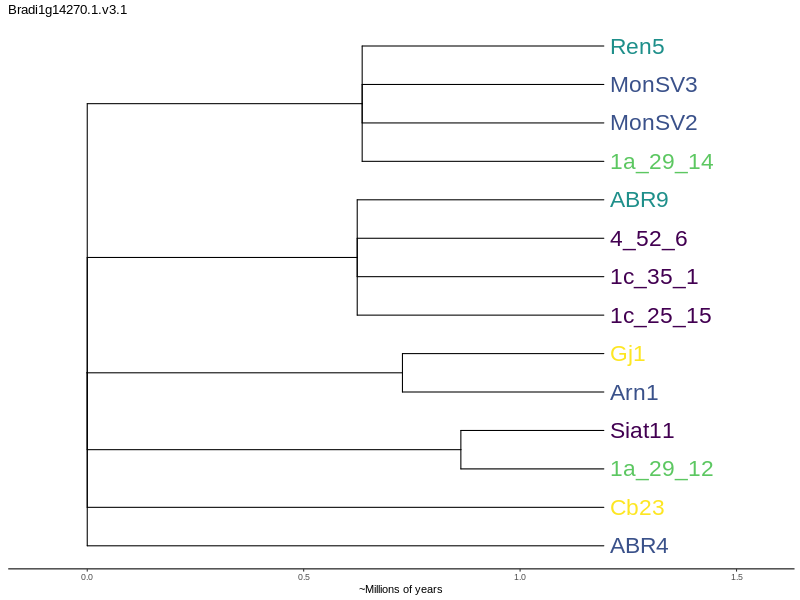 Bradi1g14270.1.v3.1
Ren5
MonSV3
MonSV2
1a_29_14
ABR9
4_52_6
1c_35_1
1c_25_15
Gj1
Arn1
Siat11
1a_29_12
Cb23
ABR4
0.0 0.5 1.0 1.5
~Millions of years